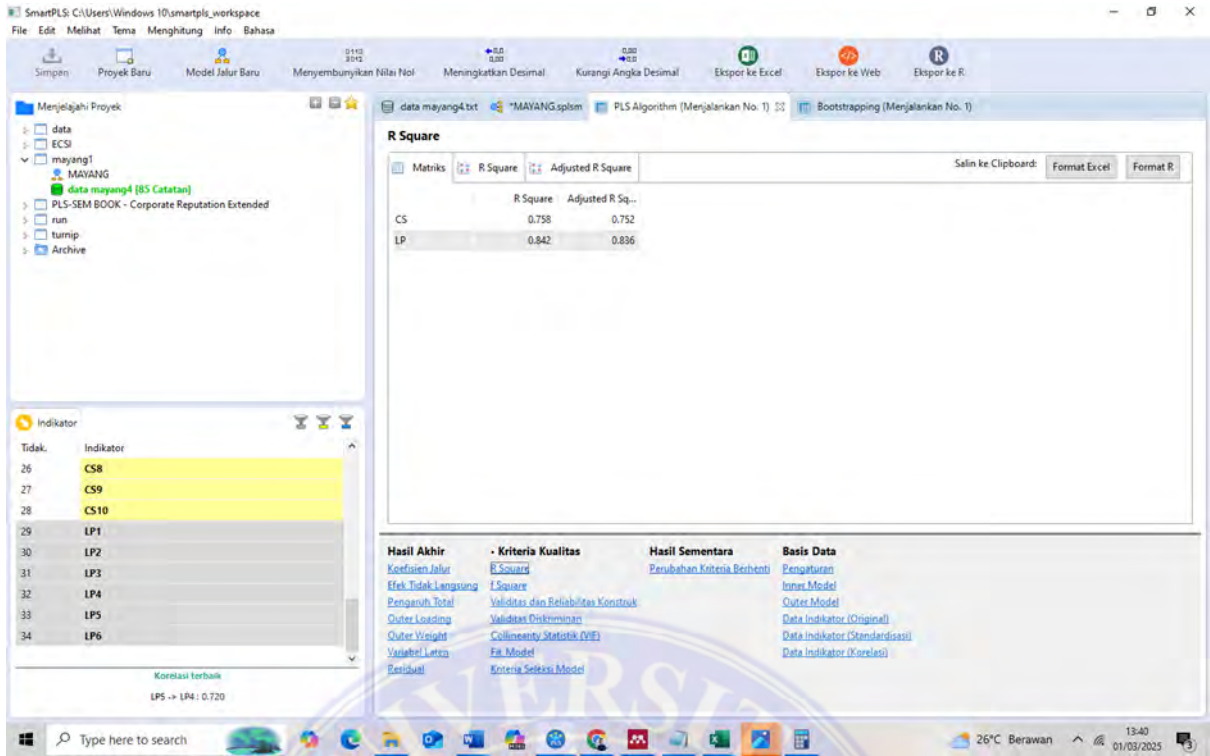 SmartPLS: C:\Users\Windows 10\smartpls_workspace
File Edit Melihat Tema Menghitung Info Bahasa
Simpan Proyek Baru Model Jalur Baru Menyembunyikan Nilai Nol Meningkatkan Desimal Kurangi Angka Desimal Ekspor ke Excel Ekspor ke Web Ekspor ke R
Menjelajahi Proyek
data
ECSI
mayang1
MAYANG
data mayang4 [85 Catatan]
PLS-SEM BOOK - Corporate Reputation Extended
run
turnip
Archive
Indikator
Tidak. Indikator
26 CS8
27 CS9
28 CS10
29 LP1
30 LP2
31 LP3
32 LP4
33 LP5
34 LP6
Korelasi terbaik
LP5 -> LP4 : 0.720
data mayang4.txt *MAYANG.splsm PLS Algorithm (Menjalankan No. 1) Bootstrapping (Menjalankan No. 1)
R Square
Matriks R Square Adjusted R Square Salin ke Clipboard: Format Excel Format R
R Square Adjusted R Sq...
CS 0.758 0.752
LP 0.842 0.836
Hasil Akhir Kriteria Kualitas Hasil Sementara Basis Data
Koefisien Jalur R Square Perubahan Kriteria Berhenti Pengaturan
Efek Tidak Langsung f Square Inner Model
Pengaruh Total Validitas dan Reliabilitas Konstruk Outer Model
Outer Loading Validitas Diskriminan Data Indikator (Original)
Outer Weight Collinearity Statistik (VIF) Data Indikator (Standardisasi)
Variabel Laten Fit Model Data Indikator (Korelasi)
Residual Kriteria Seleksi Model
Type here to search
26°C Berawan
13:40
01/03/2025